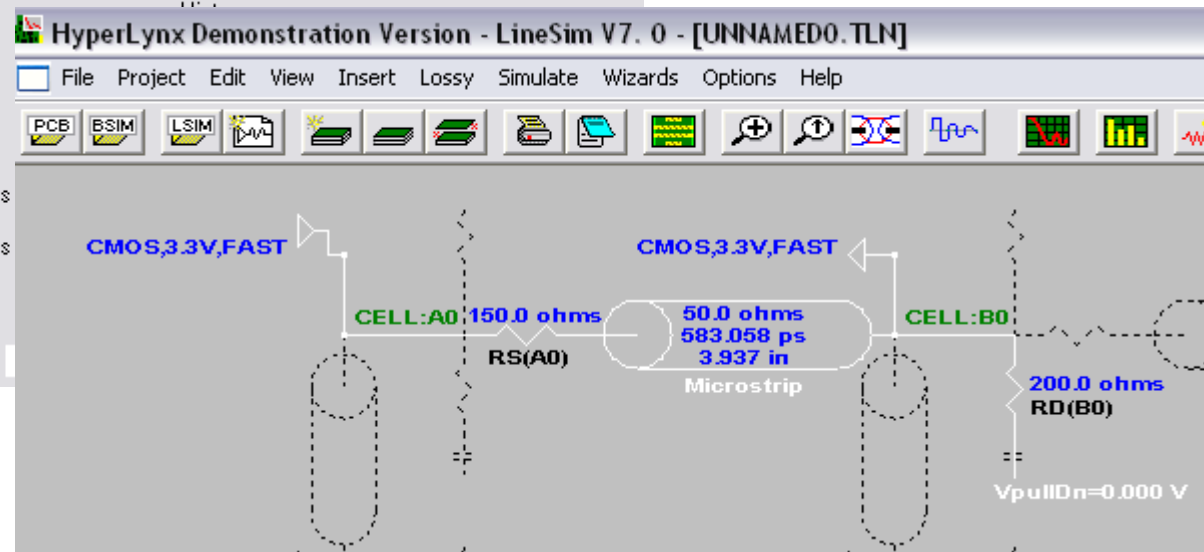 HyperLynx Demonstration Version - LineSim V7. 0 - [UNNAMED0.TLN]
File Project Edit View Insert Lossy Simulate Wizards Options Help
PCB BSIM LSIM
s
s
CMOS,3.3V,FAST CMOS,3.3V,FAST
CELL:A0 150.0 ohms 50.0 ohms CELL:B0
583.058 ps
RS(A0) 3.937 in
Microstrip 200.0 ohms
RD(B0)
VpullDn=0.000 V